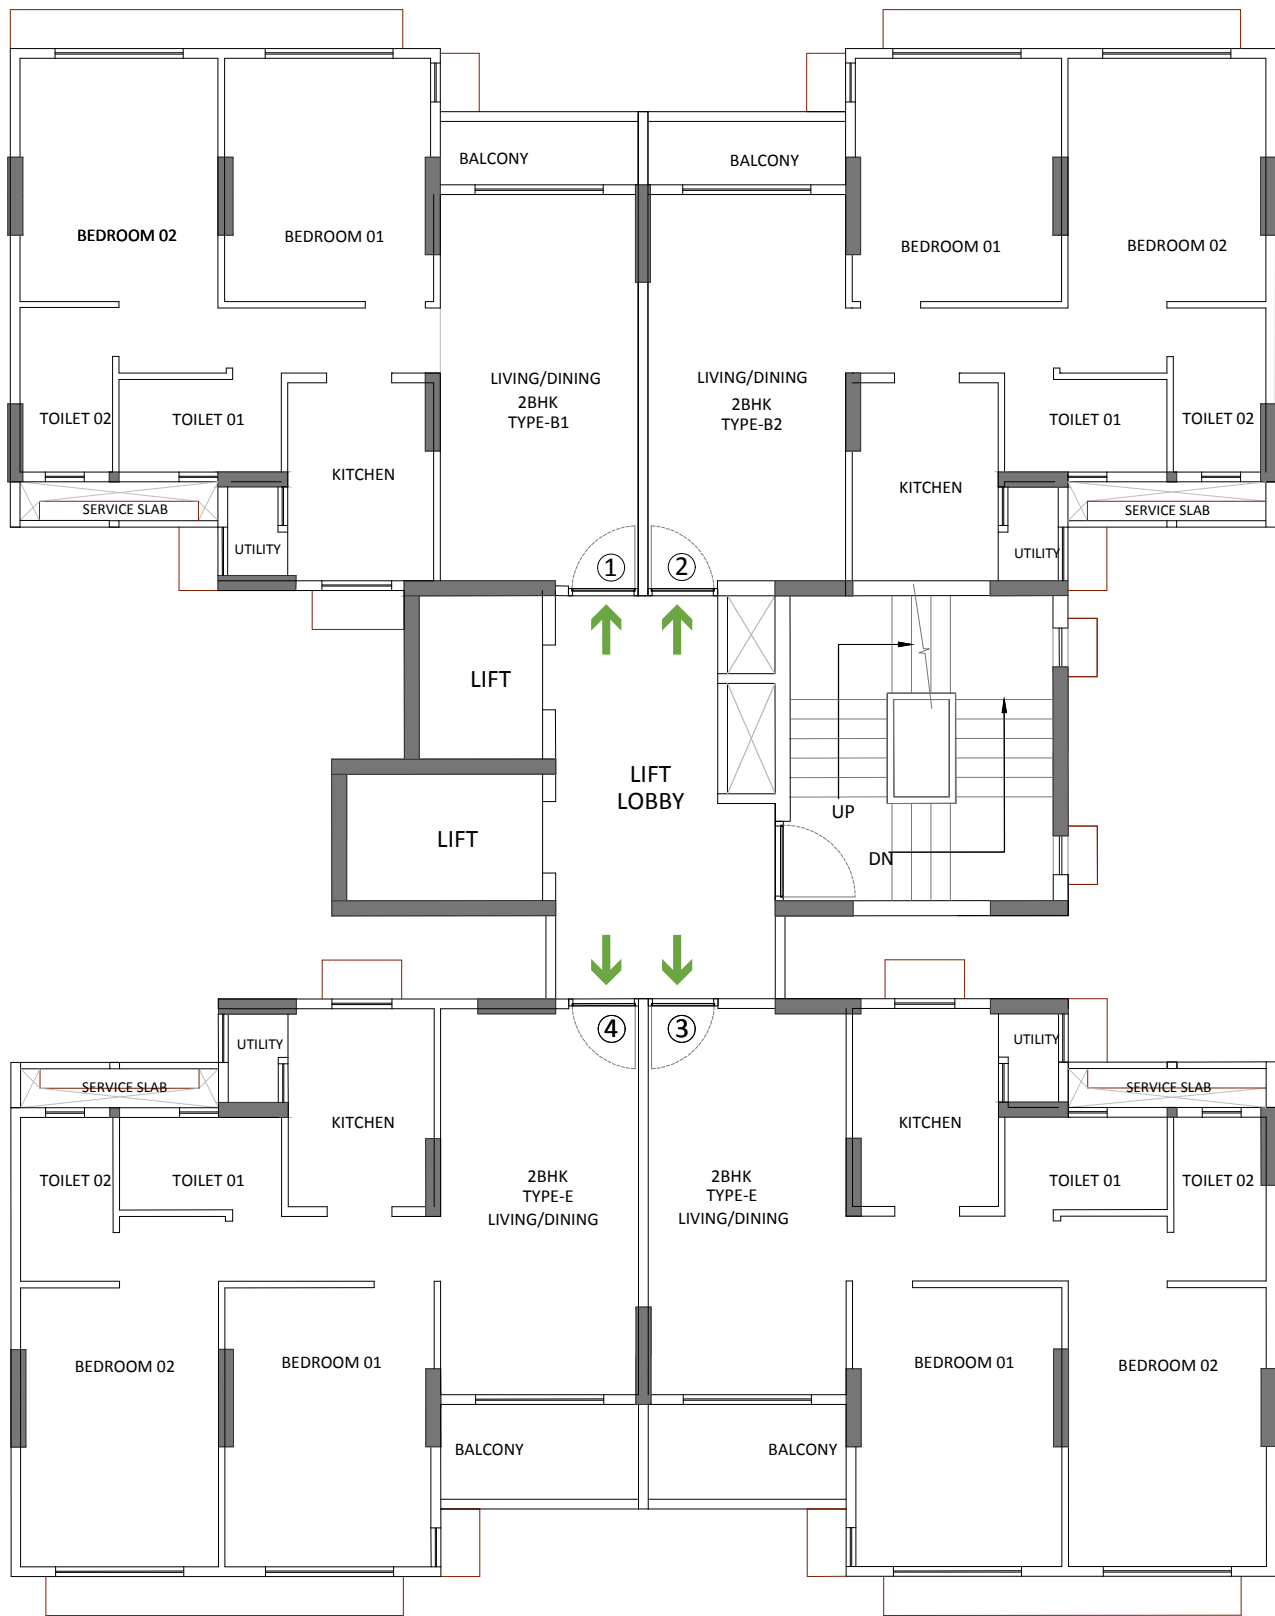 BALCONY
BALCONY
BEDROOM 02
BEDROOM 01
BEDROOM 01
BEDROOM 02
LIVING/DINING
2BHK
TYPE-B1
LIVING/DINING
2BHK
TYPE-B2
TOILET 02
TOILET 01
KITCHEN
KITCHEN
TOILET 01
TOILET 02
SERVICE SLAB
SERVICE SLAB
UTILITY
UTILITY
1
2
LIFT
LIFT
LOBBY
LIFT
UP
DN
4
3
UTILITY
UTILITY
SERVICE SLAB
SERVICE SLAB
KITCHEN
KITCHEN
TOILET 02
TOILET 01
2BHK
TYPE-E
LIVING/DINING
2BHK
TYPE-E
LIVING/DINING
TOILET 01
TOILET 02
BEDROOM 02
BEDROOM 01
BEDROOM 01
BEDROOM 02
BALCONY
BALCONY